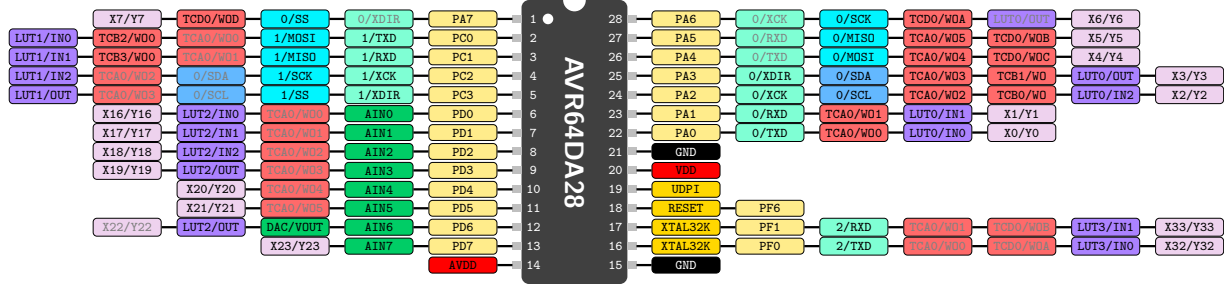 X7/Y7 TCD0/WOD 0/SS 0/XDIR PA7 1 28 PA6 0/XCK 0/SCK TCD0/WOA LUT0/OUT X6/Y6
LUT1/IN0 TCB2/WO0 TCA0/WO0 1/MOSI 1/TXD PC0 2 27 PA5 0/RXD 0/MISO TCA0/WO5 TCD0/WOB X5/Y5
LUT1/IN1 TCB3/WO0 TCA0/WO1 1/MISO 1/RXD PC1 3 26 PA4 0/TXD 0/MOSI TCA0/WO4 TCD0/WOC X4/Y4
LUT1/IN2 TCA0/WO2 0/SDA 1/SCK 1/XCK PC2 4 25 PA3 0/XDIR 0/SDA TCA0/WO3 TCB1/WO LUT0/OUT X3/Y3
LUT1/OUT TCA0/WO3 0/SCL 1/SS 1/XDIR PC3 5 24 PA2 0/XCK 0/SCL TCA0/WO2 TCB0/WO LUT0/IN2 X2/Y2
X16/Y16 LUT2/IN0 TCA0/WO0 AIN0 PD0 6 23 PA1 0/RXD TCA0/WO1 LUT0/IN1 X1/Y1
X17/Y17 LUT2/IN1 TCA0/WO1 AIN1 PD1 7 22 PA0 0/TXD TCA0/WO0 LUT0/IN0 X0/Y0
X18/Y18 LUT2/IN2 TCA0/WO2 AIN2 PD2 8 21 GND
X19/Y19 LUT2/OUT TCA0/WO3 AIN3 PD3 9 20 VDD
X20/Y20 TCA0/WO4 AIN4 PD4 10 19 UDPI
X21/Y21 TCA0/WO5 AIN5 PD5 11 18 RESET PF6
X22/Y22 LUT2/OUT DAC/VOUT AIN6 PD6 12 17 XTAL32K PF1 2/RXD TCA0/WO1 TCD0/WOB LUT3/IN1 X33/Y33
X23/Y23 AIN7 PD7 13 16 XTAL32K PF0 2/TXD TCA0/WO0 TCD0/WOA LUT3/IN0 X32/Y32
AVDD 14 15 GND
AVR64DA28